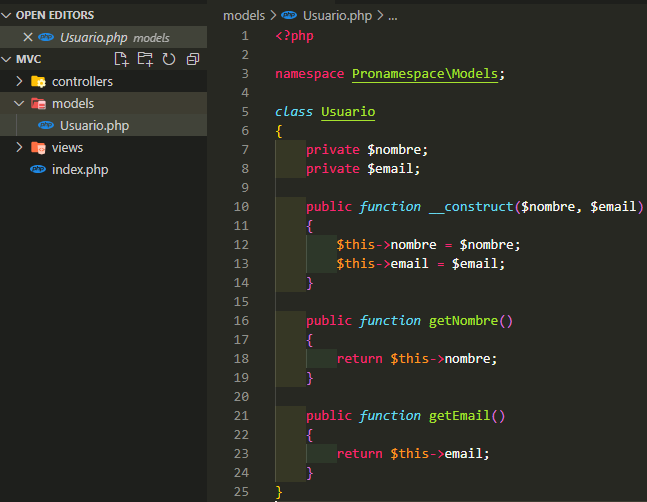 OPEN EDITORS
Usuario.php models
MVC
controllers
models
Usuario.php
views
index.php
models > Usuario.php > ...
1 <?php
2
3 namespace Pronamespace\Models;
4
5 class Usuario
6 {
7 private $nombre;
8 private $email;
9
10 public function __construct($nombre, $email)
11 {
12 $this->nombre = $nombre;
13 $this->email = $email;
14 }
15
16 public function getNombre()
17 {
18 return $this->nombre;
19 }
20
21 public function getEmail()
22 {
23 return $this->email;
24 }
25 }